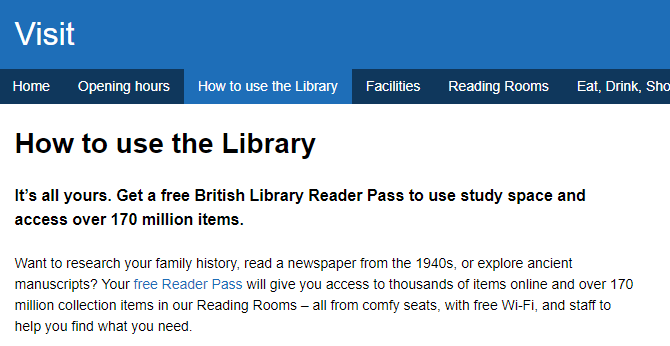 Visit
Home Opening hours How to use the Library Facilities Reading Rooms Eat, Drink, Sho
How to use the Library
It's all yours. Get a free British Library Reader Pass to use study space and
access over 170 million items.
Want to research your family history, read a newspaper from the 1940s, or explore ancient
manuscripts? Your free Reader Pass will give you access to thousands of items online and over 170
million collection items in our Reading Rooms – all from comfy seats, with free Wi-Fi, and staff to
help you find what you need.